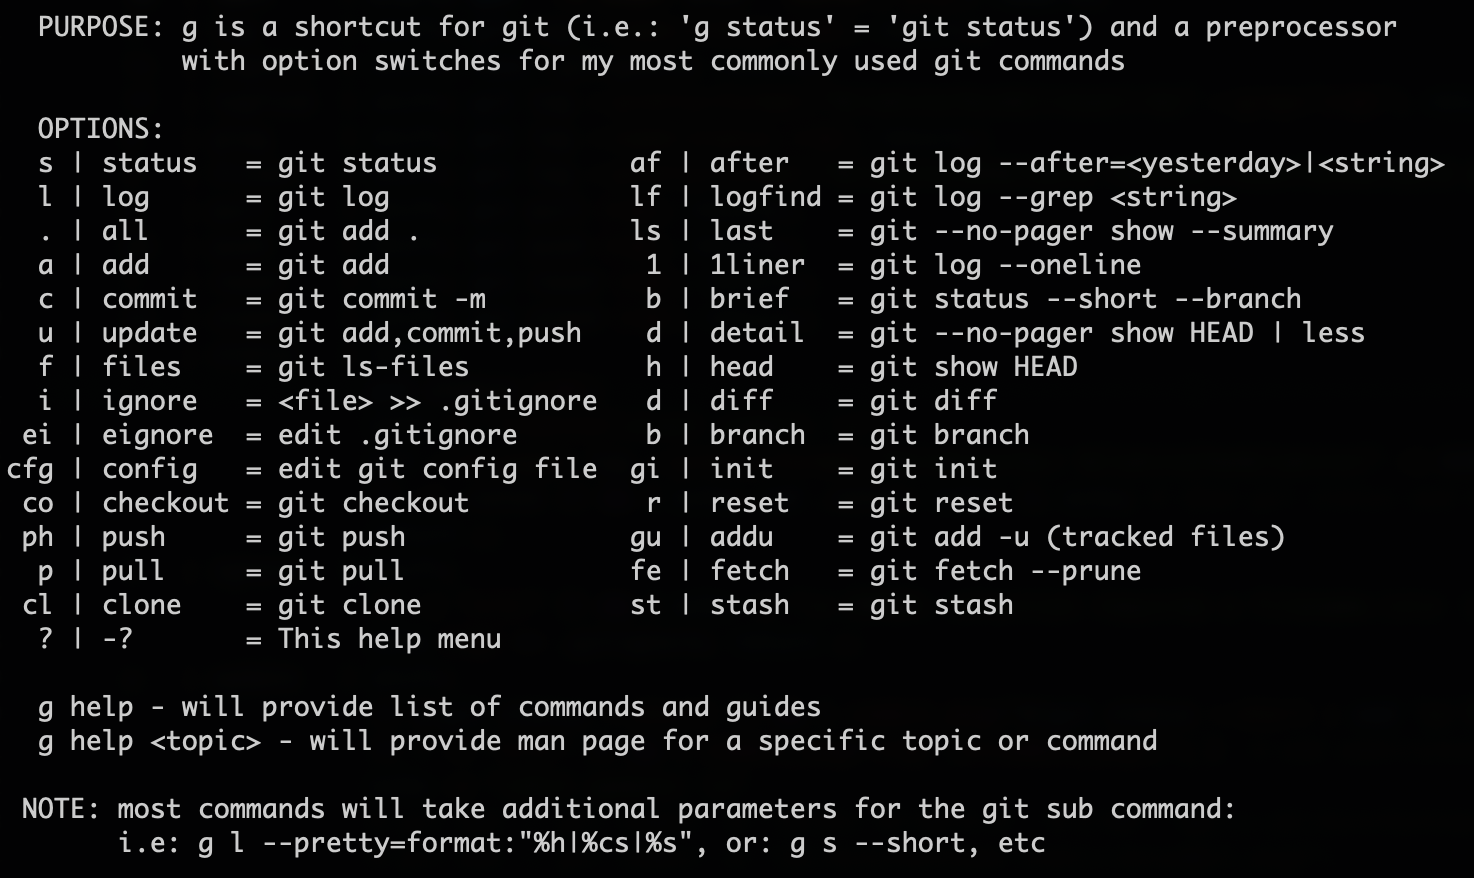 PURPOSE: g is a shortcut for git (i.e.: 'g status' = 'git status') and a preprocessor
with option switches for my most commonly used git commands
OPTIONS:
s | status = git status af | after = git log --after=<yesterday>|<string>
l | log = git log lf | logfind = git log --grep <string>
. | all = git add . ls | last = git --no-pager show --summary
a | add = git add 1 | 1liner = git log --oneline
c | commit = git commit -m b | brief = git status --short --branch
u | update = git add,commit,push d | detail = git --no-pager show HEAD | less
f | files = git ls-files h | head = git show HEAD
i | ignore = <file> >> .gitignore d | diff = git diff
ei | eignore = edit .gitignore b | branch = git branch
cfg | config = edit git config file gi | init = git init
co | checkout = git checkout r | reset = git reset
ph | push = git push gu | addu = git add -u (tracked files)
p | pull = git pull fe | fetch = git fetch --prune
cl | clone = git clone st | stash = git stash
? | -? = This help menu
g help - will provide list of commands and guides
g help <topic> - will provide man page for a specific topic or command
NOTE: most commands will take additional parameters for the git sub command:
i.e: g l --pretty=format:"%h|%cs|%s", or: g s --short, etc